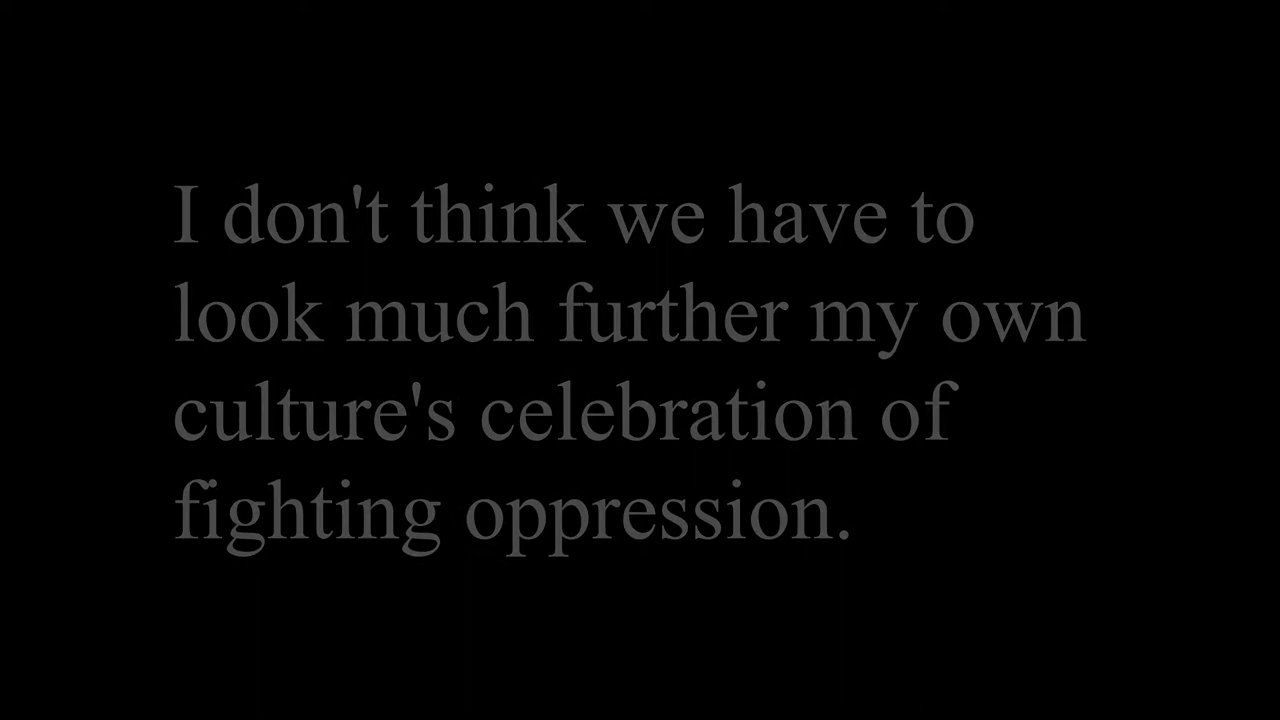 I don't think we have to
look much further my own
culture's celebration of
fighting oppression.